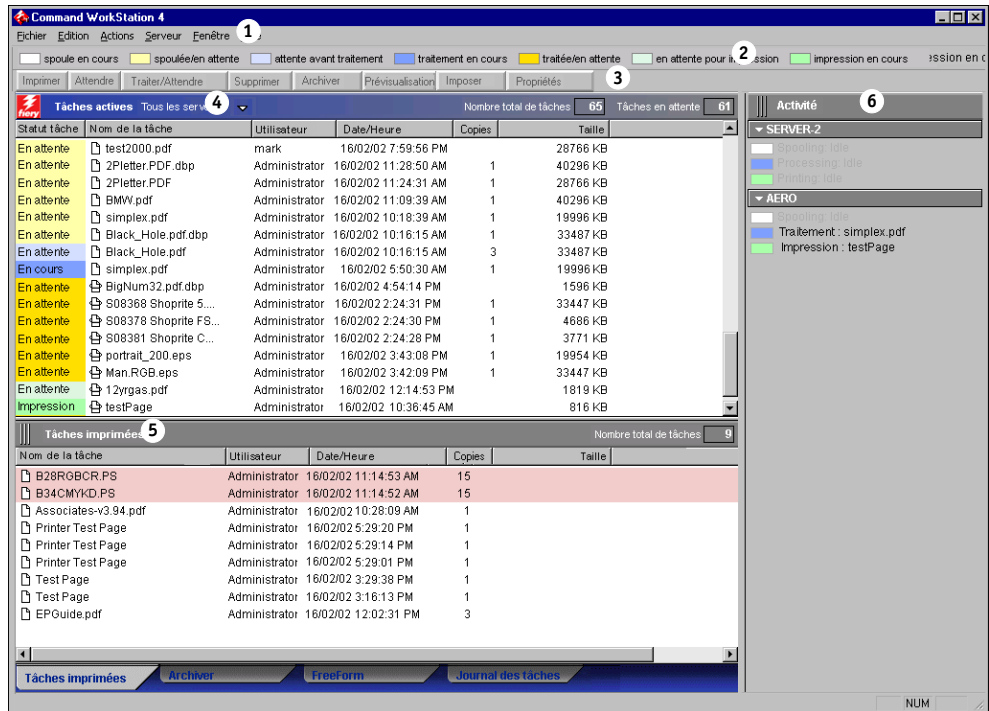 Command WorkStation 4
Fichier Edition Actions Serveur Fenêtre 1
spoule en cours spoulée/en attente attente avant traitement traitement en cours traitée/en attente en attente pour impression 2 impression en cours
Imprimer Attendre Traiter/Attendre Supprimer Archiver Prévisualisation Imposer Propriétés 3
fiery Tâches actives Tous les 4 Nombre total de tâches 65 Tâches en attente 61
Statut tâche Nom de la tâche Utilisateur Date/Heure Copies Taille
En attente test2000.pdf mark 16/02/02 7:59:56 PM 28766 KB
En attente 2Pletter.PDF.dbp Administrator 16/02/02 11:28:50 AM 1 40296 KB
En attente 2Pletter.PDF Administrator 16/02/02 11:24:31 AM 1 28766 KB
En attente BMW.pdf Administrator 16/02/02 11:09:39 AM 1 40296 KB
En attente simplex.pdf Administrator 16/02/02 10:18:39 AM 1 19996 KB
En attente Black_Hole.pdf.dbp Administrator 16/02/02 10:16:15 AM 1 33487 KB
En attente Black_Hole.pdf Administrator 16/02/02 10:16:15 AM 3 33487 KB
En cours simplex.pdf Administrator 16/02/02 5:50:30 AM 1 19996 KB
En attente BigNum32.pdf.dbp Administrator 16/02/02 4:54:14 PM 1596 KB
En attente S08368 Shoprite 5.... Administrator 16/02/02 2:24:31 PM 1 33447 KB
En attente S08378 Shoprite FS... Administrator 16/02/02 2:24:30 PM 1 4686 KB
En attente S08381 Shoprite C... Administrator 16/02/02 2:24:28 PM 1 3771 KB
En attente portrait_200.eps Administrator 16/02/02 3:43:08 PM 1 19954 KB
En attente Man.RGB.eps Administrator 16/02/02 3:42:09 PM 1 33447 KB
En attente 12yrgas.pdf Administrator 16/02/02 12:14:53 PM 1819 KB
Impression testPage Administrator 16/02/02 10:36:45 AM 816 KB
Tâches imprimées 5 Nombre total de tâches 9
Nom de la tâche Utilisateur Date/Heure Copies Taille
B28RGBCR.PS Administrator 16/02/02 11:14:53 AM 15
B34CMYKD.PS Administrator 16/02/02 11:14:52 AM 15
Associates-v3.94.pdf Administrator 16/02/02 10:28:09 AM 1
Printer Test Page Administrator 16/02/02 5:29:20 PM 1
Printer Test Page Administrator 16/02/02 5:29:14 PM 1
Printer Test Page Administrator 16/02/02 5:29:01 PM 1
Test Page Administrator 16/02/02 3:29:38 PM 1
Test Page Administrator 16/02/02 3:16:13 PM 1
EPGuide.pdf Administrator 16/02/02 12:02:31 PM 3
Tâches imprimées Archiver FreeForm Journal des tâches
Activité 6
SERVER-2
Spooling: Idle
Processing: Idle
Printing: Idle
AERO
Spooling: Idle
Traitement : simplex.pdf
Impression : testPage
NUM